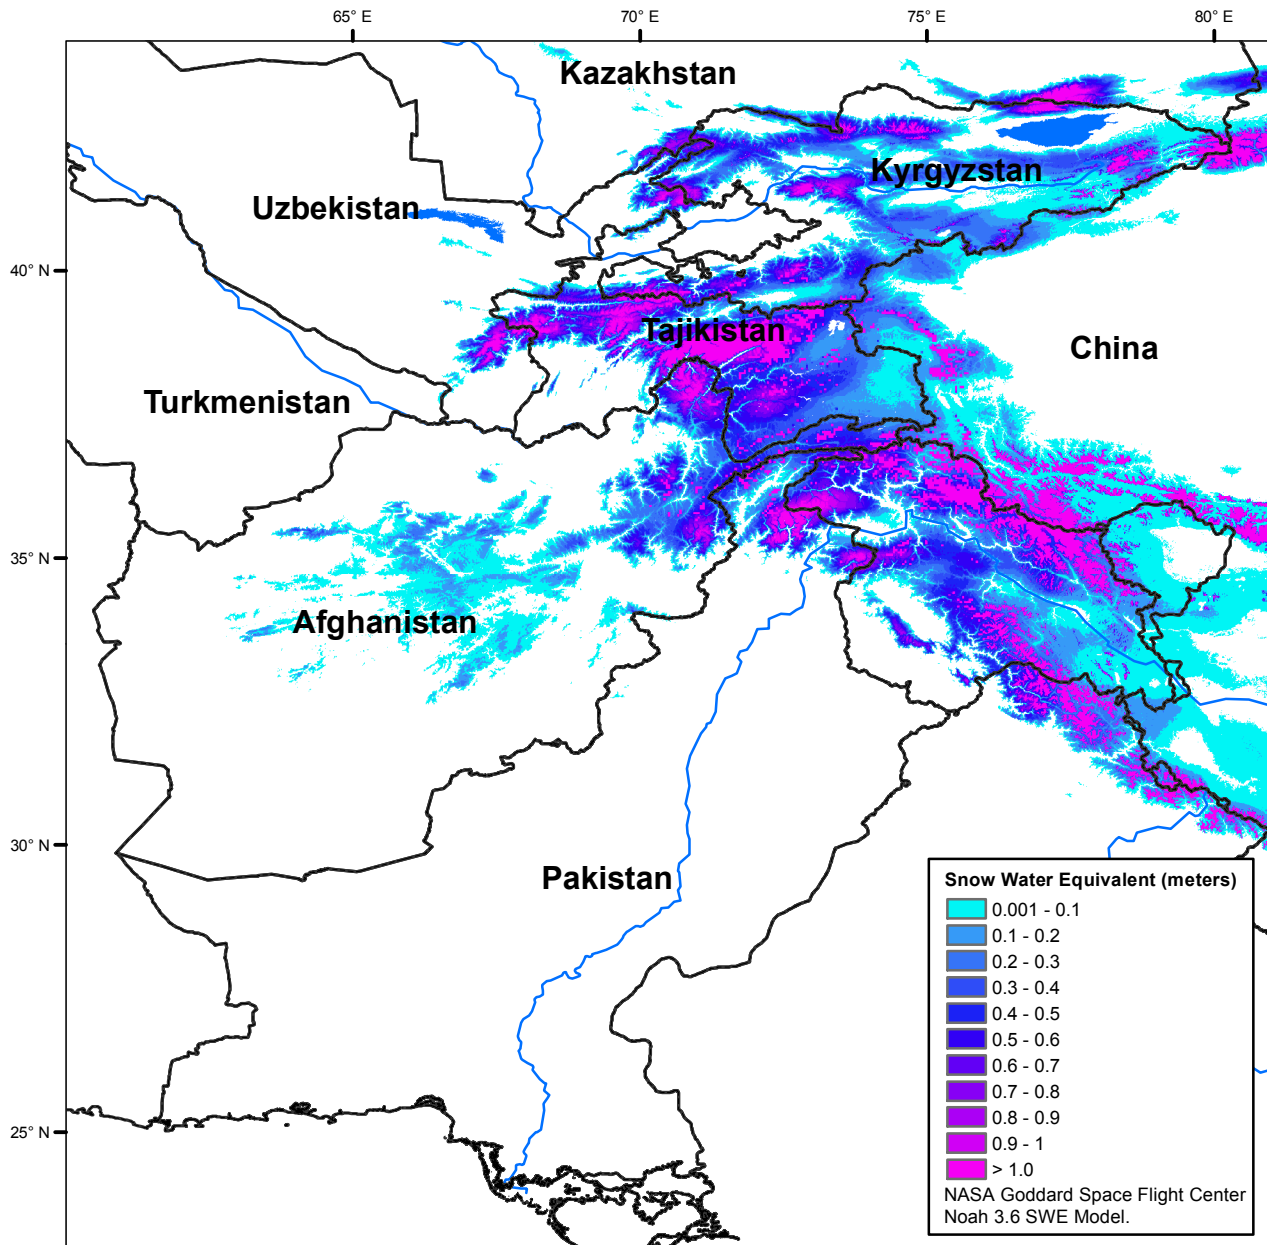 65° E
70° E
75° E
80° E
Kazakhstan
Kyrgyzstan
Uzbekistan
40° N
Tajikistan
China
Turkmenistan
35° N
Afghanistan
30° N
Pakistan
25° N
Snow Water Equivalent (meters)
0.001 - 0.1
0.1 - 0.2
0.2 - 0.3
0.3 - 0.4
0.4 - 0.5
0.5 - 0.6
0.6 - 0.7
0.7 - 0.8
0.8 - 0.9
0.9 - 1
> 1.0
NASA Goddard Space Flight Center
Noah 3.6 SWE Model.